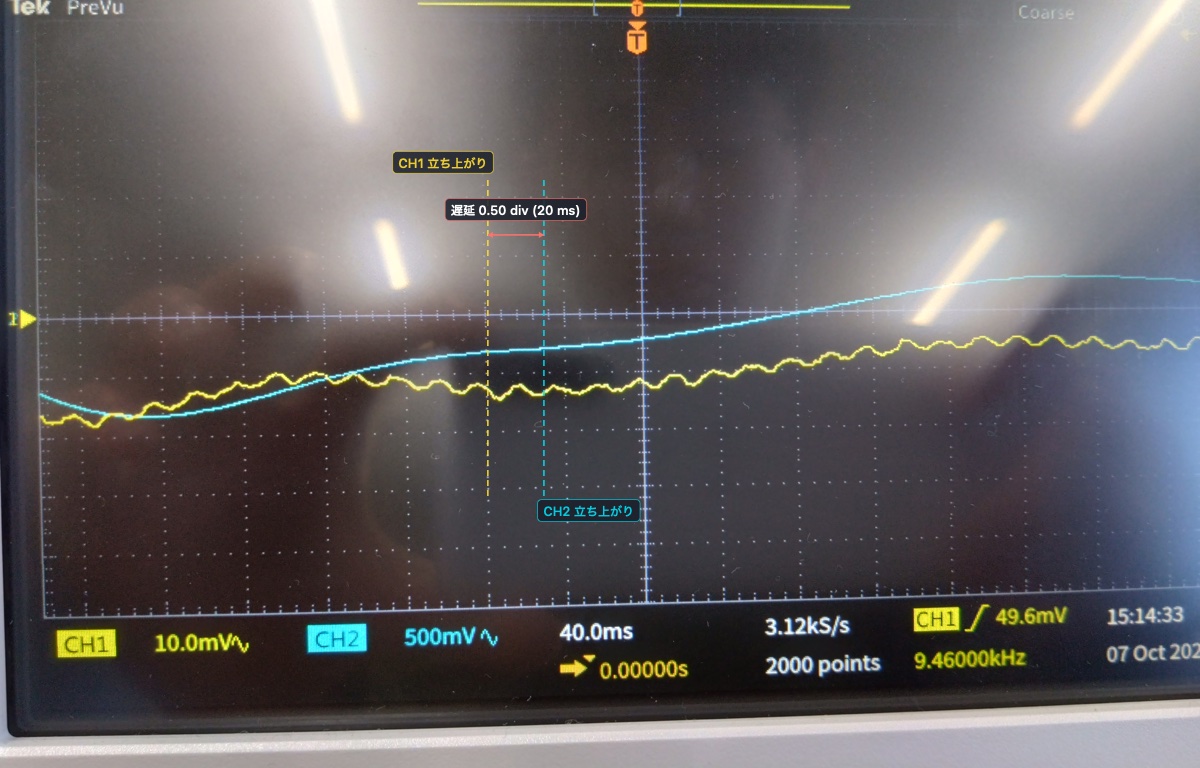 Tek PreVu
Coarse
T
T
CH1 立ち上がり
遅延 0.50 div (20 ms)
1
CH2 立ち上がり
CH1 10.0mV CH2 500mV 40.0ms 3.12kS/s CH1 49.6mV 15:14:33
0.00000s 2000 points 9.46000kHz 07 Oct 202